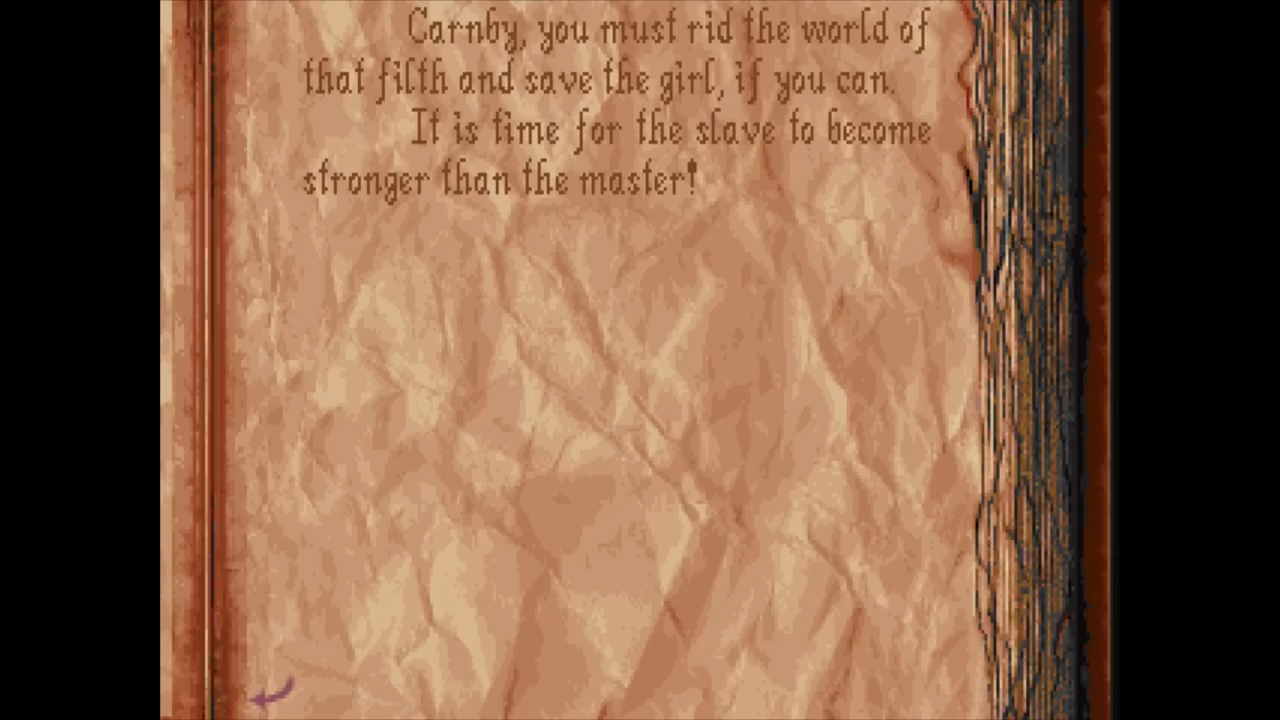 Carnby, you must rid the world of
that filth and save the girl, if you can.
It is time for the slave to become
stronger than the master!